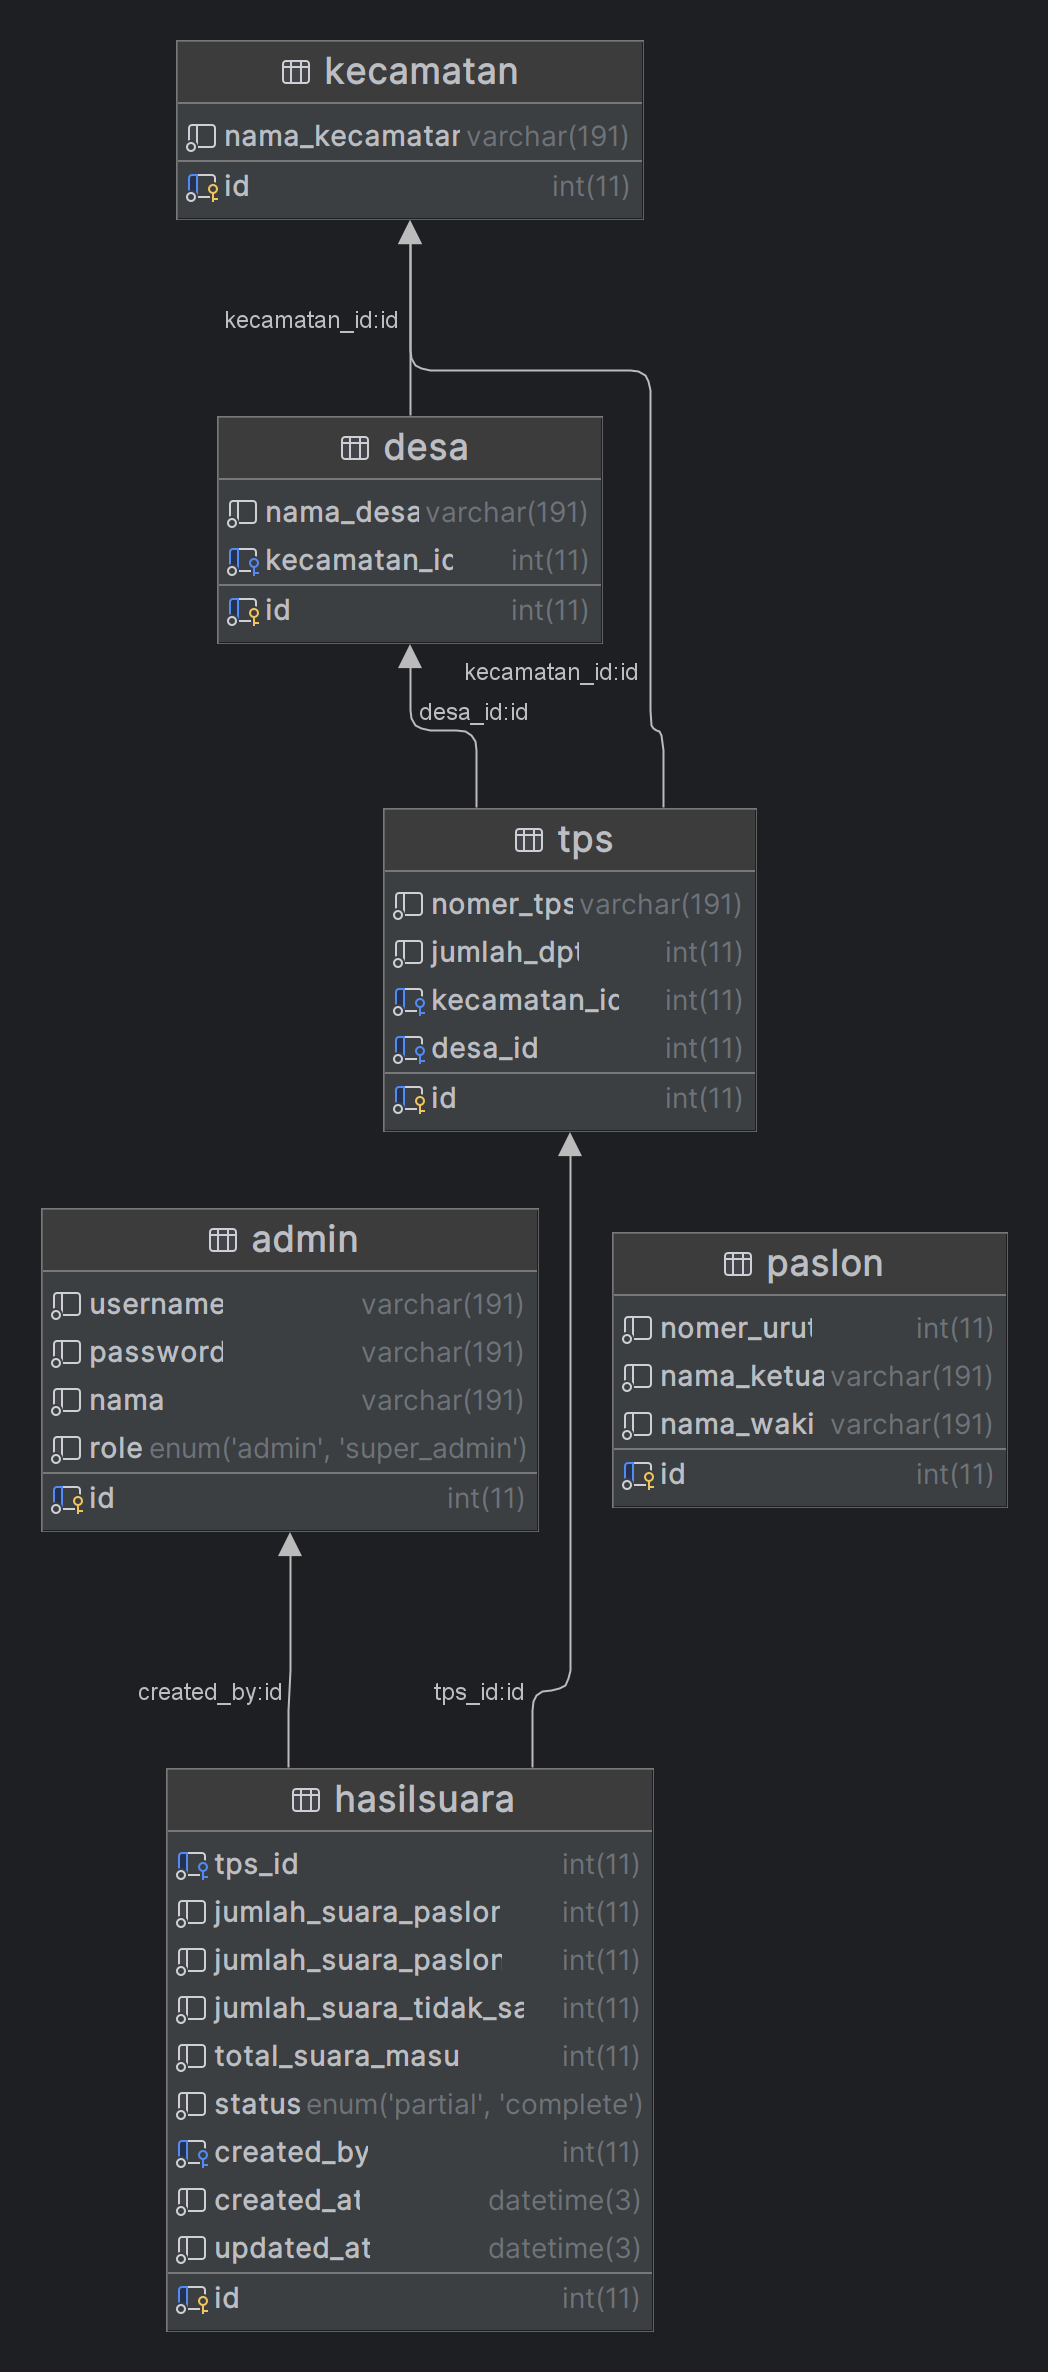 kecamatan
nama_kecamatan varchar(191)
id int(11)
kecamatan_id:id
desa
nama_desa varchar(191)
kecamatan_id int(11)
id int(11)
kecamatan_id:id
desa_id:id
tps
nomer_tps varchar(191)
jumlah_dpt int(11)
kecamatan_id int(11)
desa_id int(11)
id int(11)
admin
username varchar(191)
password varchar(191)
nama varchar(191)
role enum('admin', 'super_admin')
id int(11)
paslon
nomer_urut int(11)
nama_ketua varchar(191)
nama_waki varchar(191)
id int(11)
created_by:id
tps_id:id
hasilsuara
tps_id int(11)
jumlah_suara_paslon int(11)
jumlah_suara_paslon int(11)
jumlah_suara_tidak_sa int(11)
total_suara_masu int(11)
status enum('partial', 'complete')
created_by int(11)
created_at datetime(3)
updated_at datetime(3)
id int(11)